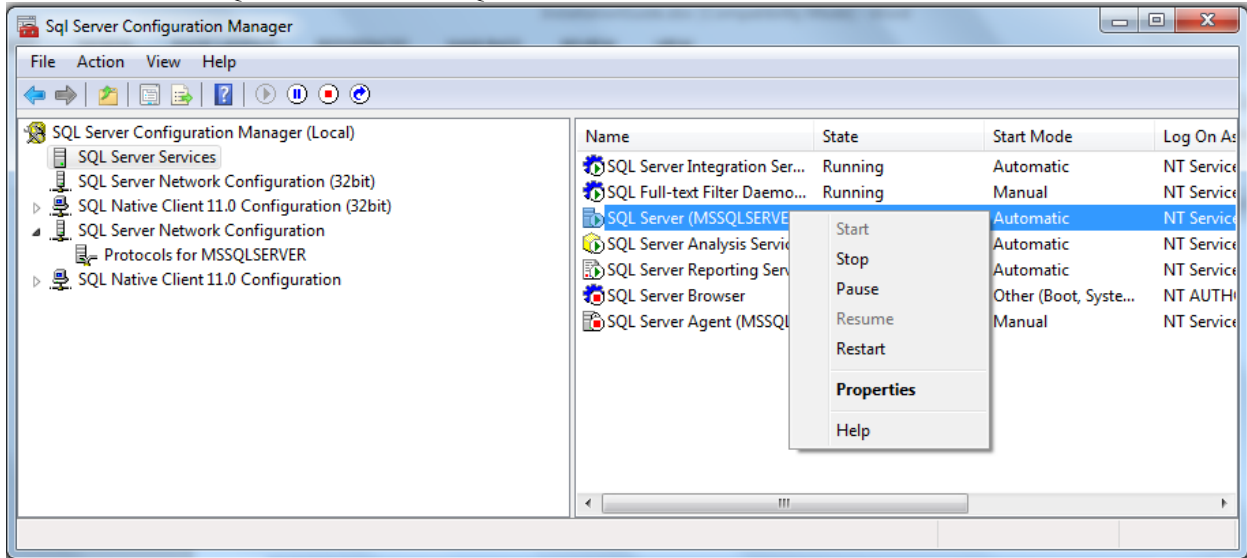 Sql Server Configuration Manager
File Action View Help
SQL Server Configuration Manager (Local)
SQL Server Services
SQL Server Network Configuration (32bit)
SQL Native Client 11.0 Configuration (32bit)
SQL Server Network Configuration
Protocols for MSSQLSERVER
SQL Native Client 11.0 Configuration
Name State Start Mode Log On As
SQL Server Integration Ser... Running Automatic NT Service
SQL Full-text Filter Daemo... Running Manual NT Service
SQL Server (MSSQLSERVE Automatic NT Service
SQL Server Analysis Servic Automatic NT Service
SQL Server Reporting Serv Automatic NT Service
SQL Server Browser Other (Boot, Syste... NT AUTH
SQL Server Agent (MSSQL Manual NT Service
Start
Stop
Pause
Resume
Restart
Properties
Help